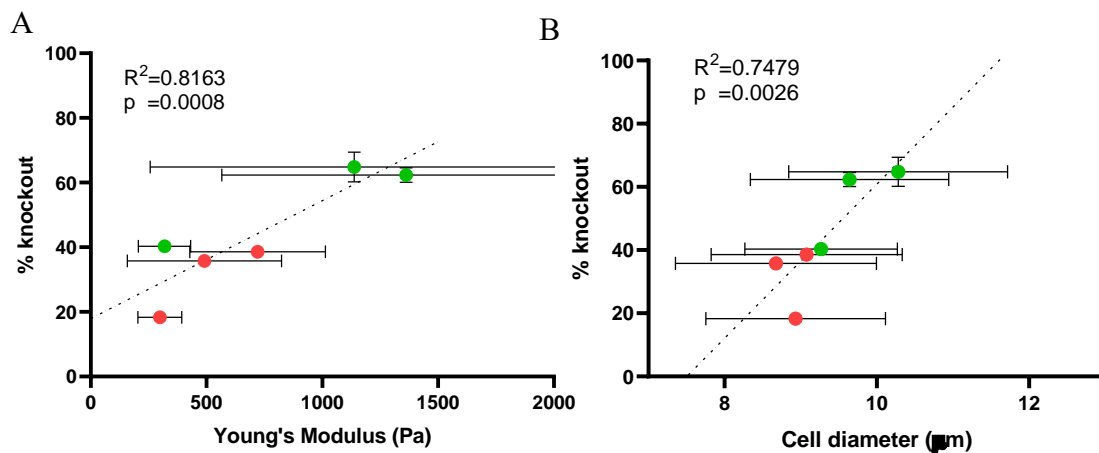 A
R²=0.8163
p =0.0008
% knockout
100
80
60
40
20
0
0 500 1000 1500 2000
Young's Modulus (Pa)
B
R²=0.7479
p =0.0026
% knockout
100
80
60
40
20
0
8 10 12
Cell diameter (μm)